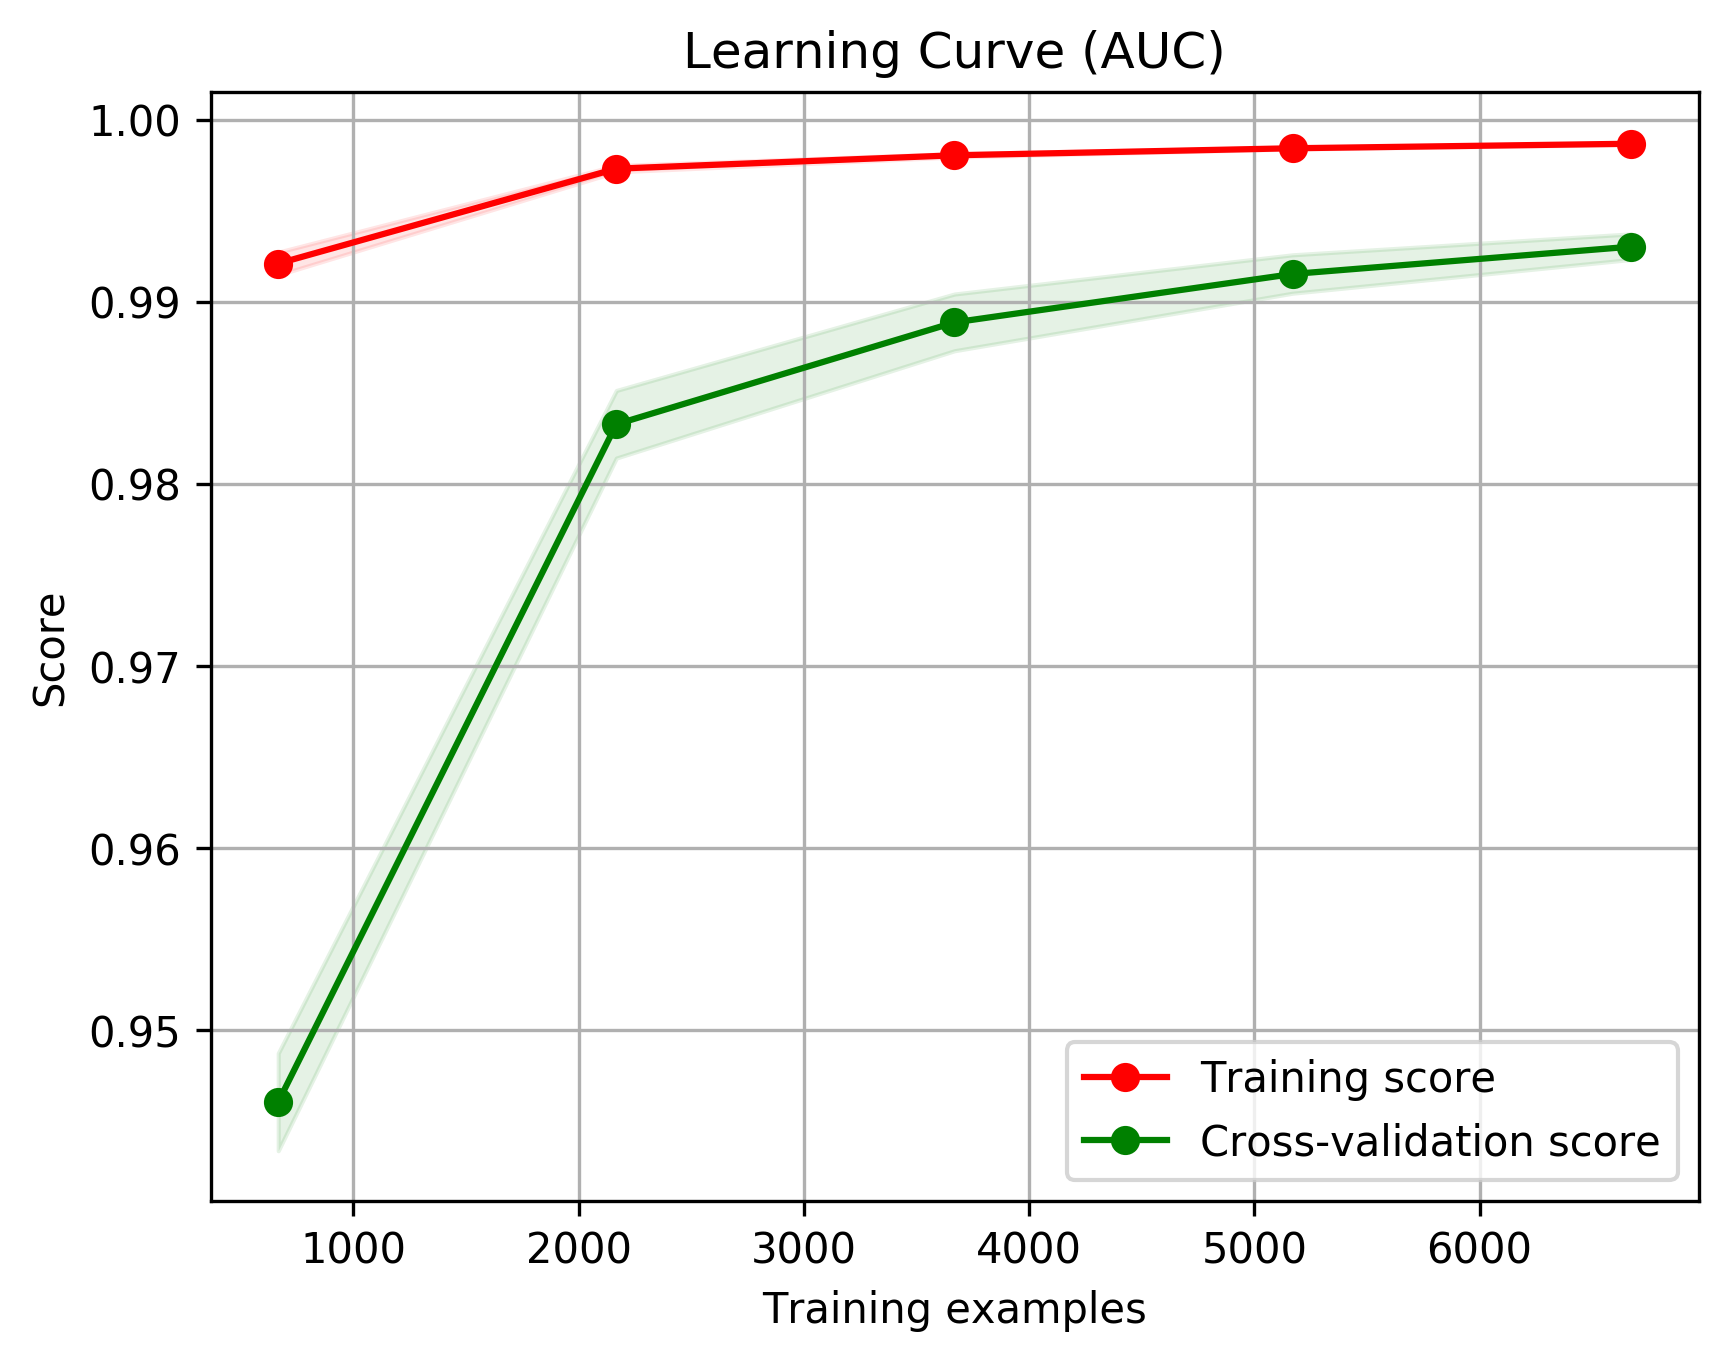 Learning Curve (AUC)
1.00
0.99
0.98
0.97
0.96
0.95
Score
1000 2000 3000 4000 5000 6000
Training examples
Training score
Cross-validation score